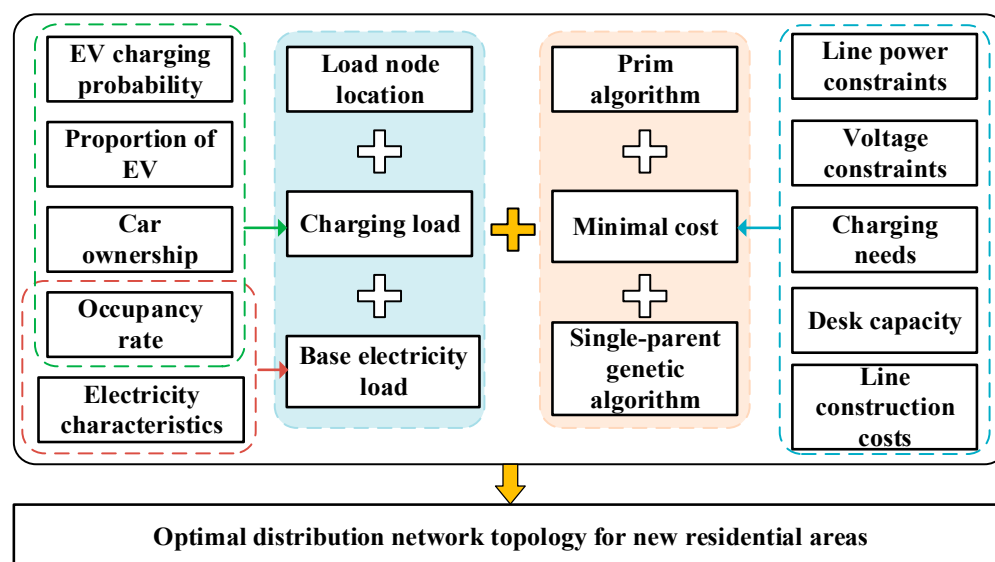 EV charging
probability
Proportion of
EV
Car
ownership
Occupancy
rate
Electricity
characteristics
Load node
location
Charging load
Base electricity
load
Prim
algorithm
Minimal cost
Single-parent
genetic
algorithm
Line power
constraints
Voltage
constraints
Charging
needs
Desk capacity
Line
construction
costs
Optimal distribution network topology for new residential areas